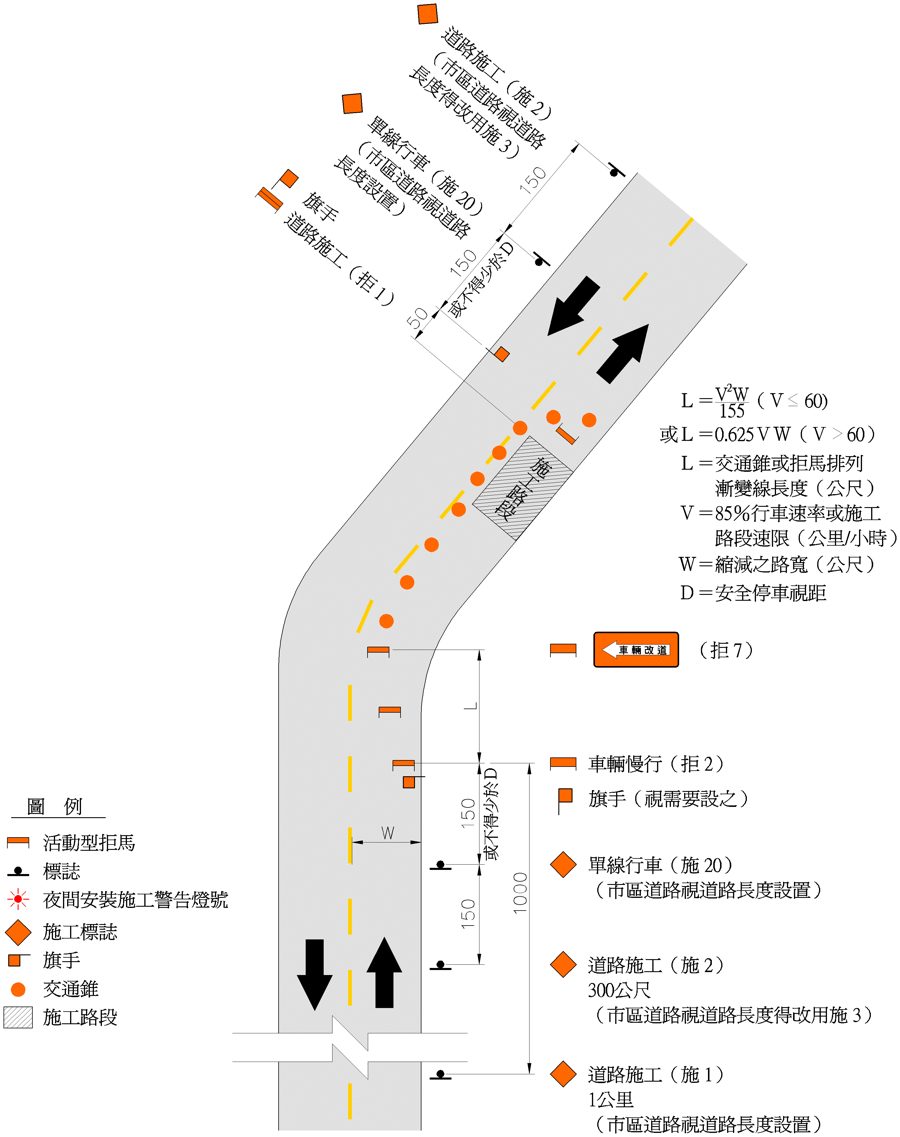 道路施工（施2）
（市區道路視道路
長度得改用施3）
單線行車（施20）
（市區道路視道路
長度設置）
旗手
道路施工（拒1）
150
150
或不得少於D
50
施工路段
L＝V²W/155（V≤60）
或L＝0.625VW（V>60）
L＝交通錐或拒馬排列
漸變線長度（公尺）
V＝85%行車速率或施工
路段速限（公里/小時）
W＝縮減之路寬（公尺）
D＝安全停車視距
車輛改道
（拒7）
L
車輛慢行（拒2）
旗手（視需要設之）
150
或不得少於D
W
單線行車（施20）
（市區道路視道路長度設置）
150
1000
道路施工（施2）
300公尺
（市區道路視道路長度得改用施3）
道路施工（施1）
1公里
（市區道路視道路長度設置）
圖 例
活動型拒馬
標誌
夜間安裝施工警告燈號
施工標誌
旗手
交通錐
施工路段